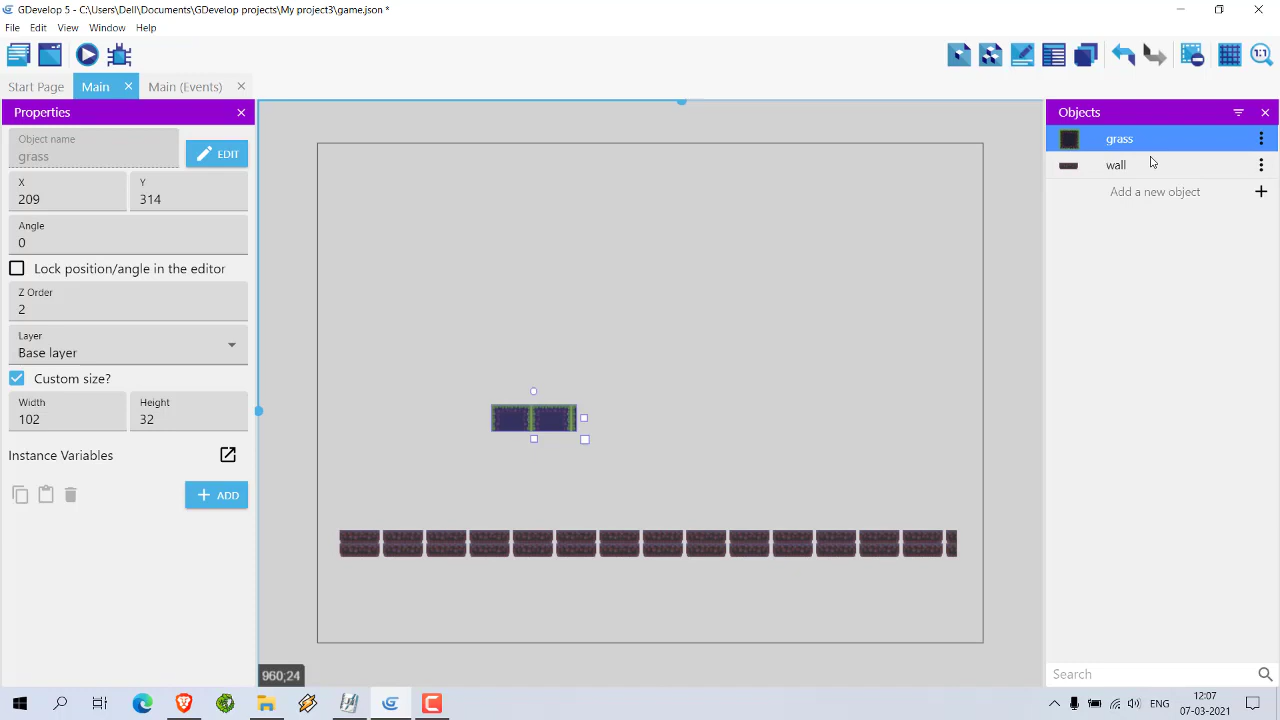 GDevelop 5 - C:\Users\Dell\Documents\GDevelop projects\My project3\game.json *
File Edit View Window Help
1:1
Start Page Main Main (Events)
Properties
Object name
grass
EDIT
X
209
Y
314
Angle
0
Lock position/angle in the editor
Z Order
2
Layer
Base layer
Custom size?
Width
102
Height
32
Instance Variables
ADD
960;24
Objects
grass
wall
Add a new object
Search
ENG
12:07
07-03-2021